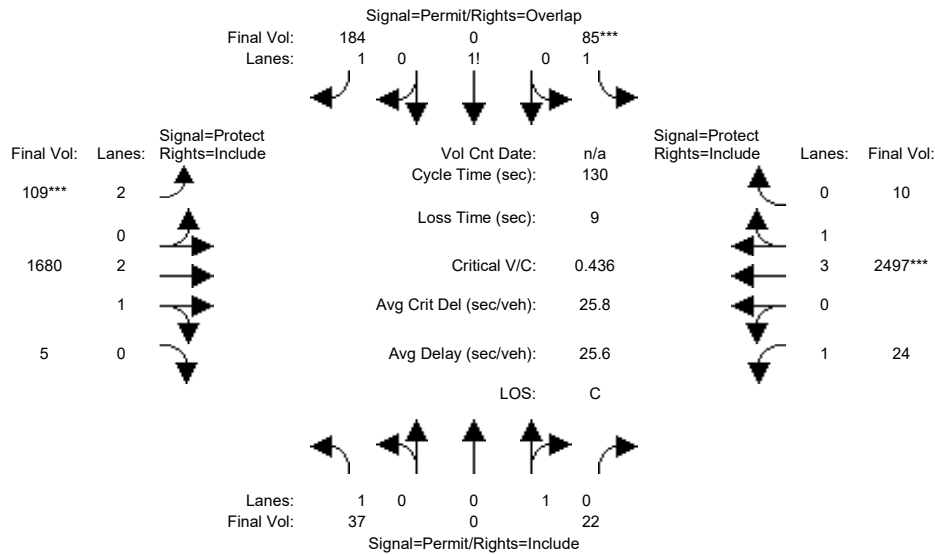 Signal=Permit/Rights=Overlap
Final Vol: 184 0 85***
Lanes: 1 0 1! 0 1
Signal=Protect
Final Vol: Lanes: Rights=Include
Vol Cnt Date: n/a
Signal=Protect
Rights=Include Lanes: Final Vol:
Cycle Time (sec): 130
109*** 2
0 10
Loss Time (sec): 9
0
1
1680 2
Critical V/C: 0.436
3 2497***
1
Avg Crit Del (sec/veh): 25.8
0
5 0
Avg Delay (sec/veh): 25.6
1 24
LOS: C
Lanes: 1 0 0 1 0
Final Vol: 37 0 22
Signal=Permit/Rights=Include